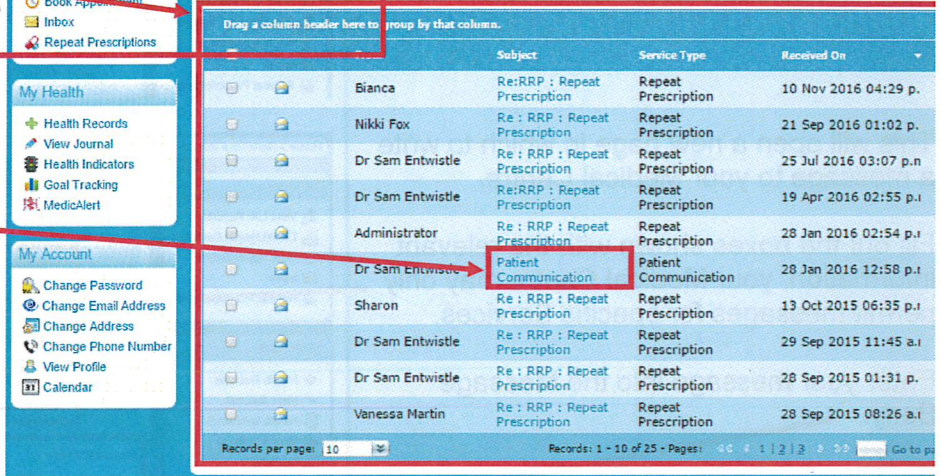 Book Appointment
Inbox
Repeat Prescriptions
My Health
Health Records
View Journal
Health Indicators
Goal Tracking
MedicAlert
My Account
Change Password
Change Email Address
Change Address
Change Phone Number
View Profile
31 Calendar
Drag a column header here to group by that column.
Subject Service Type Received On
Bianca Re:RRP : Repeat Prescription Repeat Prescription 10 Nov 2016 04:29 p.
Nikki Fox Re : RRP : Repeat Prescription Repeat Prescription 21 Sep 2016 01:02 p.
Dr Sam Entwistle Re : RRP : Repeat Prescription Repeat Prescription 25 Jul 2016 03:07 p.n
Dr Sam Entwistle Re:RRP : Repeat Prescription Repeat Prescription 19 Apr 2016 02:55 p.
Administrator Re : RRP : Repeat Prescription Repeat Prescription 28 Jan 2016 02:54 p.
Dr Sam Entwistle Patient Communication Patient Communication 28 Jan 2016 12:58 p.
Sharon Re : RRP : Repeat Prescription Repeat Prescription 13 Oct 2015 06:35 p.
Dr Sam Entwistle Re : RRP : Repeat Prescription Repeat Prescription 29 Sep 2015 11:45 a.
Dr Sam Entwistle Re : RRP : Repeat Prescription Repeat Prescription 28 Sep 2015 01:31 p.
Vanessa Martin Re : RRP : Repeat Prescription Repeat Prescription 28 Sep 2015 08:26 a.
Records per page: 10 Records: 1 - 10 of 25 - Pages: 1 | 2 | 3 Go to pa